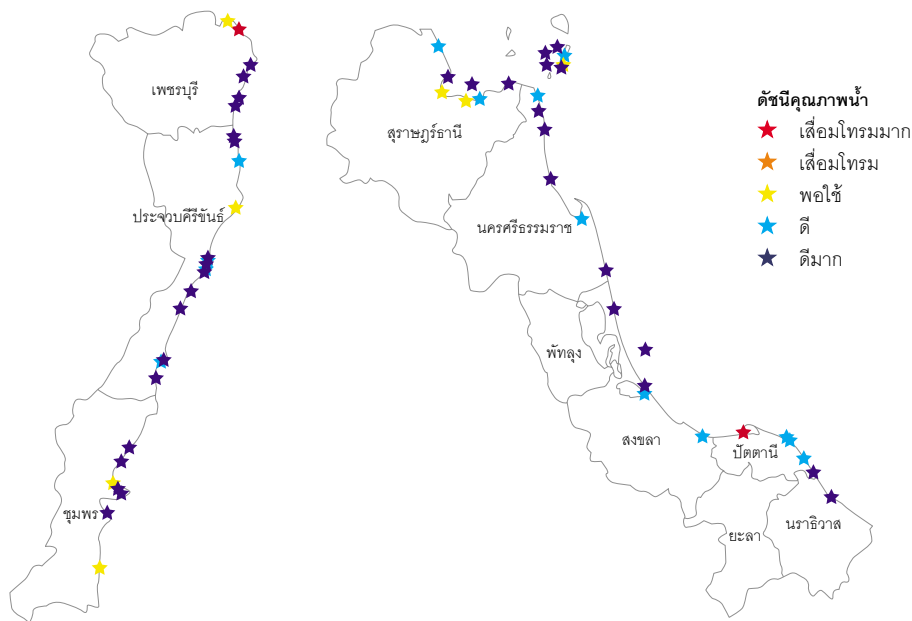 เพชรบุรี
ประจวบคีรีขันธ์
ชุมพร
สุราษฎร์ธานี
นครศรีธรรมราช
พัทลุง
สงขลา
ปัตตานี
ยะลา
นราธิวาส
ดัชนีคุณภาพน้ำ
เสื่อมโทรมมาก
เสื่อมโทรม
พอใช้
ดี
ดีมาก